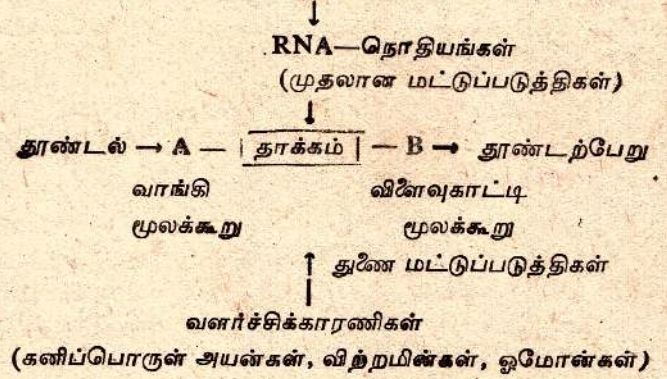 ↓
RNA—நொதியங்கள்
(முதலான மட்டுப்படுத்திகள்)
↓
தூண்டல் → A — | தாக்கம் | — B → தூண்டற்பேறு
வாங்கி விளைவுகாட்டி
மூலக்கூறு மூலக்கூறு
↑ துணை மட்டுப்படுத்திகள்
வளர்ச்சிக்காரணிகள்
(கனிப்பொருள் அயன்கள், விற்றமின்கள், ஓமோன்கள்)